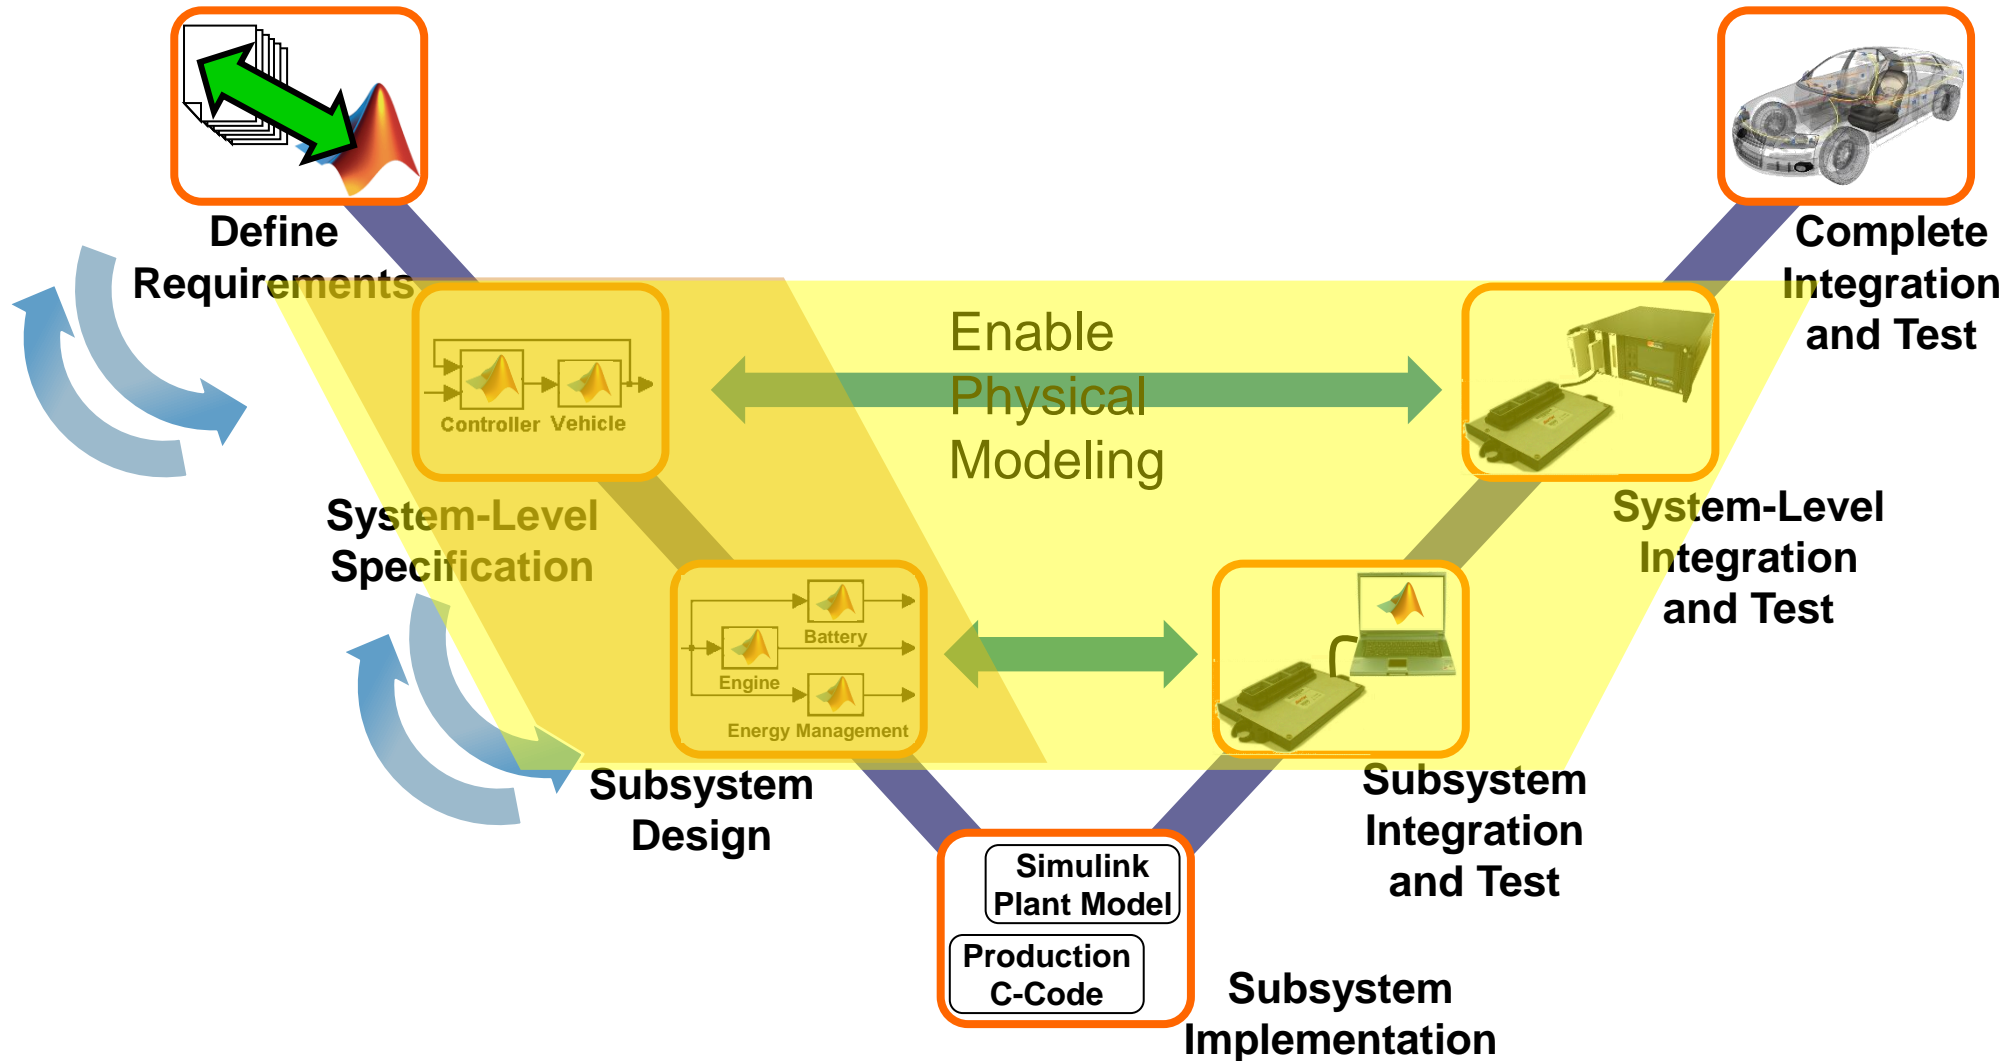 Define
Requirements
Complete
Integration
and Test
Enable
Physical
Modeling
Controller
Vehicle
System-Level
Specification
System-Level
Integration
and Test
Battery
Engine
Energy Management
Subsystem
Design
Subsystem
Integration
and Test
Simulink
Plant Model
Production
C-Code
Subsystem
Implementation